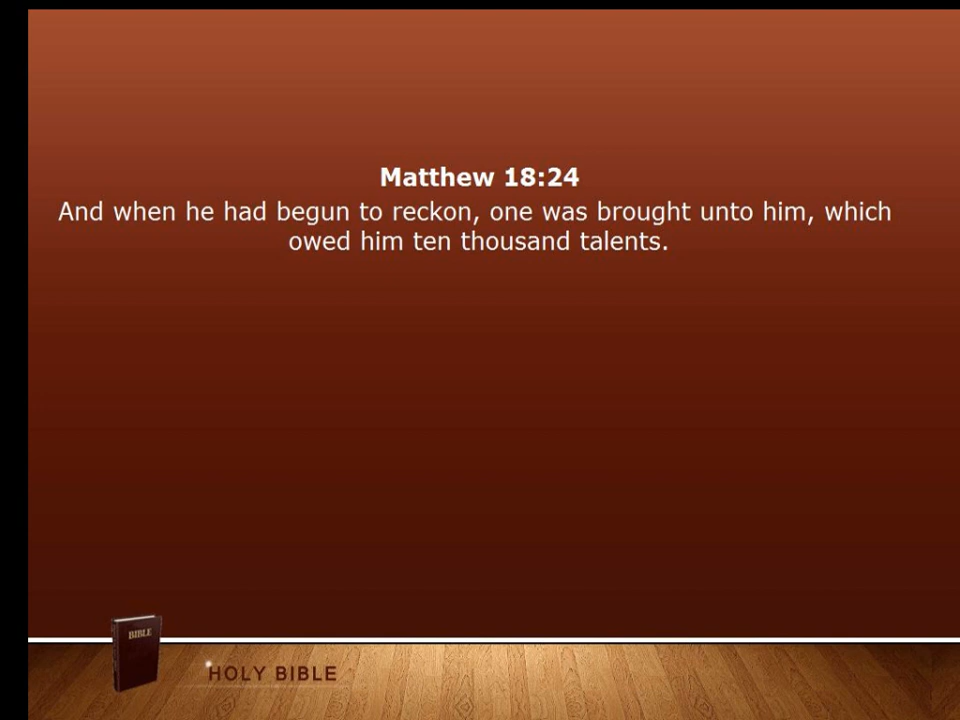 Matthew 18:24
And when he had begun to reckon, one was brought unto him, which
owed him ten thousand talents.
BIBLE
HOLY BIBLE